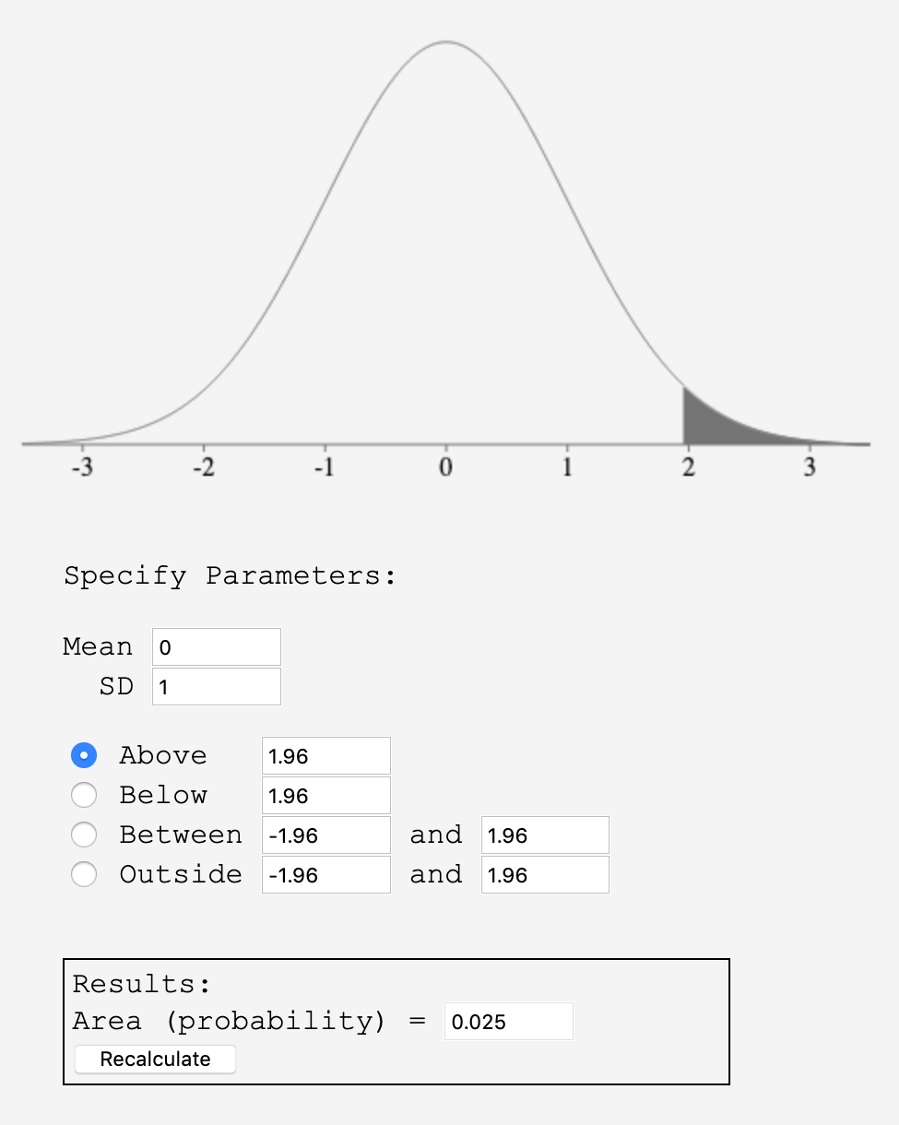 -3 -2 -1 0 1 2 3
Specify Parameters:
Mean 0
SD 1
Above 1.96
Below 1.96
Between -1.96 and 1.96
Outside -1.96 and 1.96
Results:
Area (probability) = 0.025
Recalculate